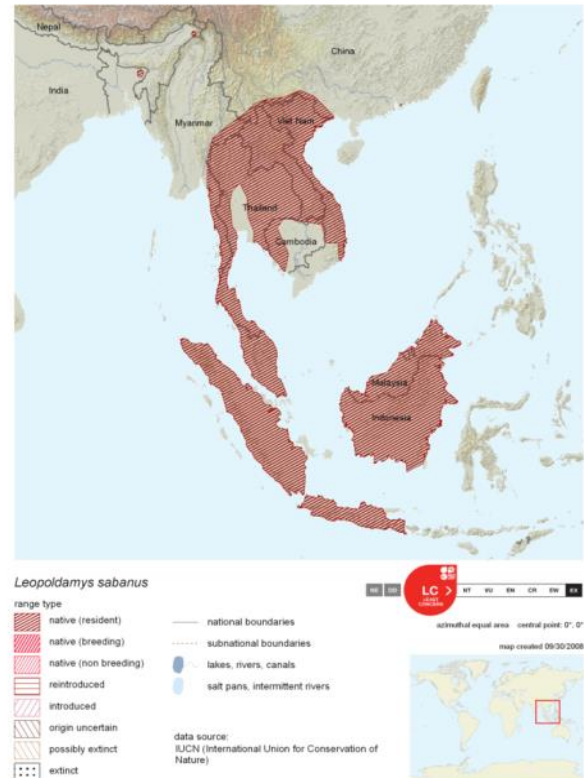 Nepal
China
India
Myanmar
Viet Nam
Thailand
Cambodia
Malaysia
Indonesia
Leopoldamys sabanus
NE DD LC > NT VU EN CR EW EX
LEAST
CONCERN
range type
azimuthal equal area central point: 0°, 0°
native (resident)
national boundaries
map created 09/30/2008
native (breeding)
subnational boundaries
native (non breeding)
lakes, rivers, canals
reintroduced
salt pans, intermittent rivers
introduced
origin uncertain
data source:
IUCN (International Union for Conservation of
Nature)
possibly extinct
extinct